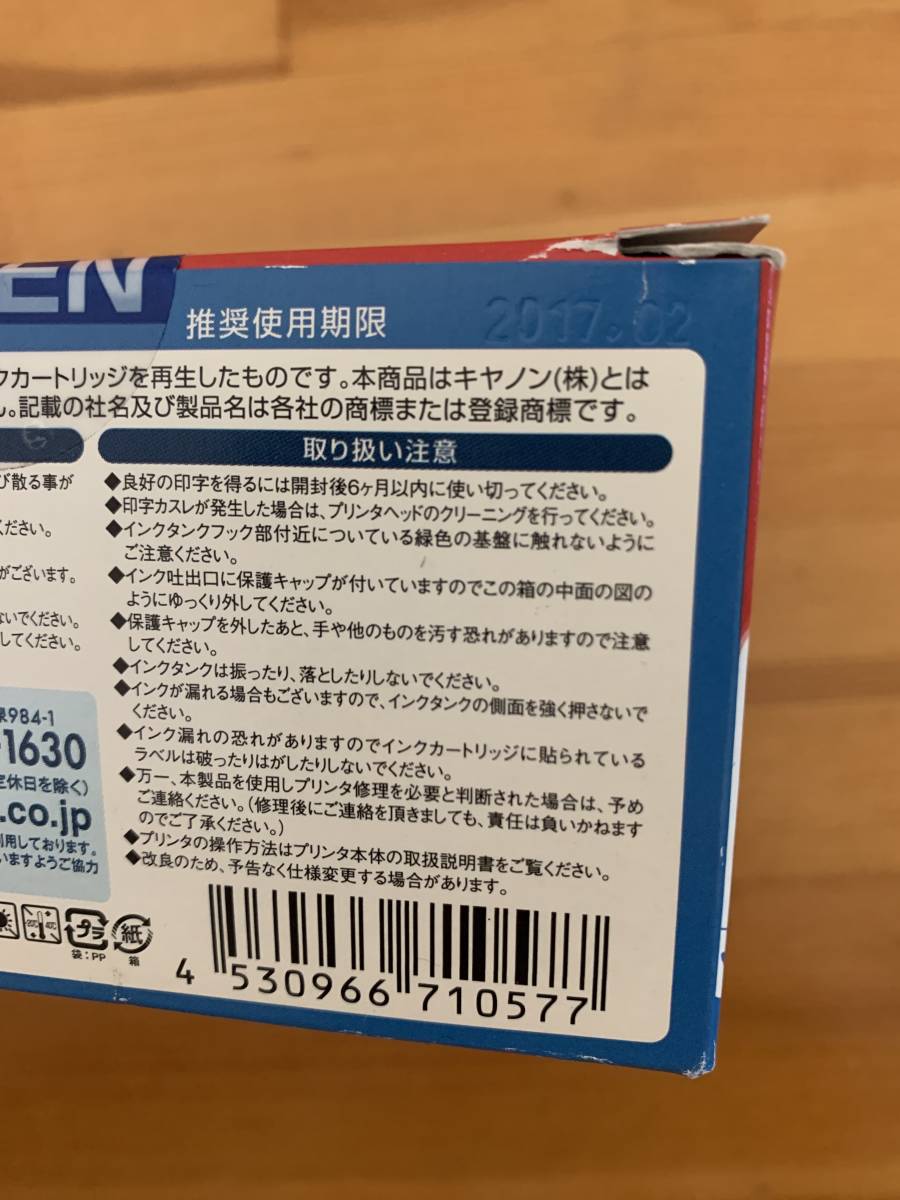 EN
推奨使用期限 2017.02
クカートリッジを再生したものです。本商品はキヤノン(株)とは
ん。記載の社名及び製品名は各社の商標または登録商標です。
取り扱い注意
び散る事が
ください。
がございます。
ないでください。
してください。
◆良好の印字を得るには開封後6ヶ月以内に使い切ってください。
◆印字カスレが発生した場合は、プリンタヘッドのクリーニングを行ってください。
◆インクタンクフック部付近についている緑色の基盤に触れないように
ご注意ください。
◆インク吐出口に保護キャップが付いていますのでこの箱の中面の図の
ようにゆっくり外してください。
◆保護キャップを外したあと、手や他のものを汚す恐れがありますので注意
してください。
◆インクタンクは振ったり、落としたりしないでください。
◆インクが漏れる場合もございますので、インクタンクの側面を強く押さないで
ください。
◆インク漏れの恐れがありますのでインクカートリッジに貼られている
ラベルは破ったりはがしたりしないでください。
◆万一、本製品を使用しプリンタ修理を必要と判断された場合は、予め
ご連絡ください。(修理後にご連絡を頂きましても、責任は負いかねます
のでご了承ください。)
◆プリンタの操作方法はプリンタ本体の取扱説明書をご覧ください。
◆改良のため、予告なく仕様変更する場合があります。
984-1
1630
定休日を除く)
.co.jp
利用しております。
いますようご協力
プラ
袋:PP
紙
箱
4 530966 710577